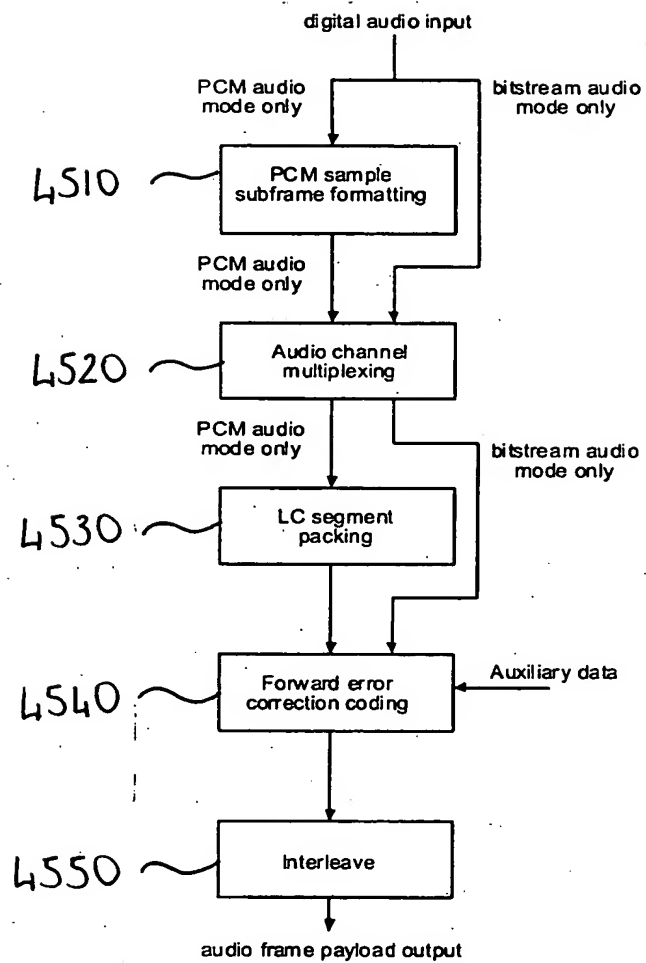 digital audio input
PCM audio
mode only
bitstream audio
mode only
4510
PCM sample
subframe formatting
PCM audio
mode only
4520
Audio channel
multiplexing
PCM audio
mode only
bitstream audio
mode only
4530
LC segment
packing
4540
Forward error
correction coding
Auxiliary data
4550
Interleave
audio frame payload output